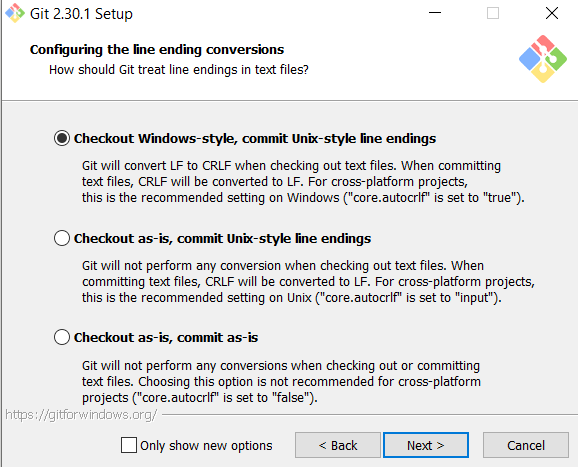 Git 2.30.1 Setup
Configuring the line ending conversions
How should Git treat line endings in text files?
Checkout Windows-style, commit Unix-style line endings
Git will convert LF to CRLF when checking out text files. When committing
text files, CRLF will be converted to LF. For cross-platform projects,
this is the recommended setting on Windows ("core.autocrlf" is set to "true").
Checkout as-is, commit Unix-style line endings
Git will not perform any conversion when checking out text files. When
committing text files, CRLF will be converted to LF. For cross-platform projects,
this is the recommended setting on Unix ("core.autocrlf" is set to "input").
Checkout as-is, commit as-is
Git will not perform any conversions when checking out or committing
text files. Choosing this option is not recommended for cross-platform
projects ("core.autocrlf" is set to "false").
https://gitforwindows.org/
Only show new options
< Back
Next >
Cancel